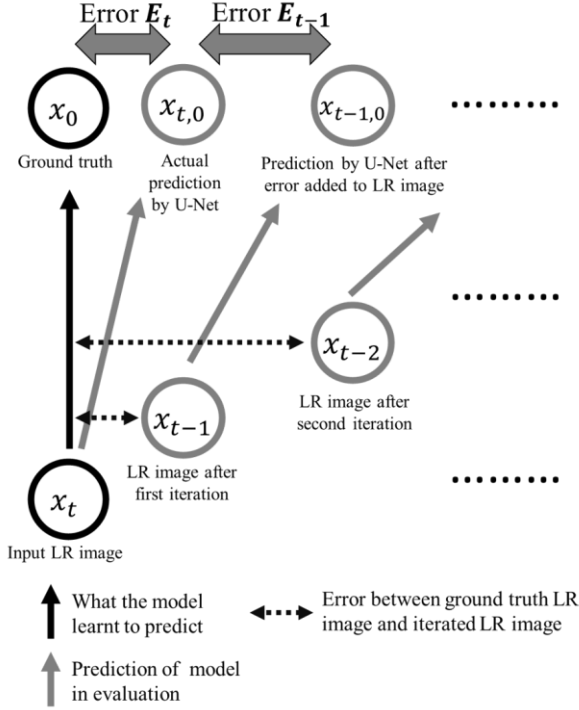 Error E_t
Error E_{t−1}
x_0
x_{t,0}
x_{t−1,0}
Ground truth
Actual
prediction
by U-Net
Prediction by U-Net after
error added to LR image
x_{t−2}
LR image after
second iteration
x_{t−1}
LR image after
first iteration
x_t
Input LR image
What the model
learnt to predict
Error between ground truth LR
image and iterated LR image
Prediction of model
in evaluation